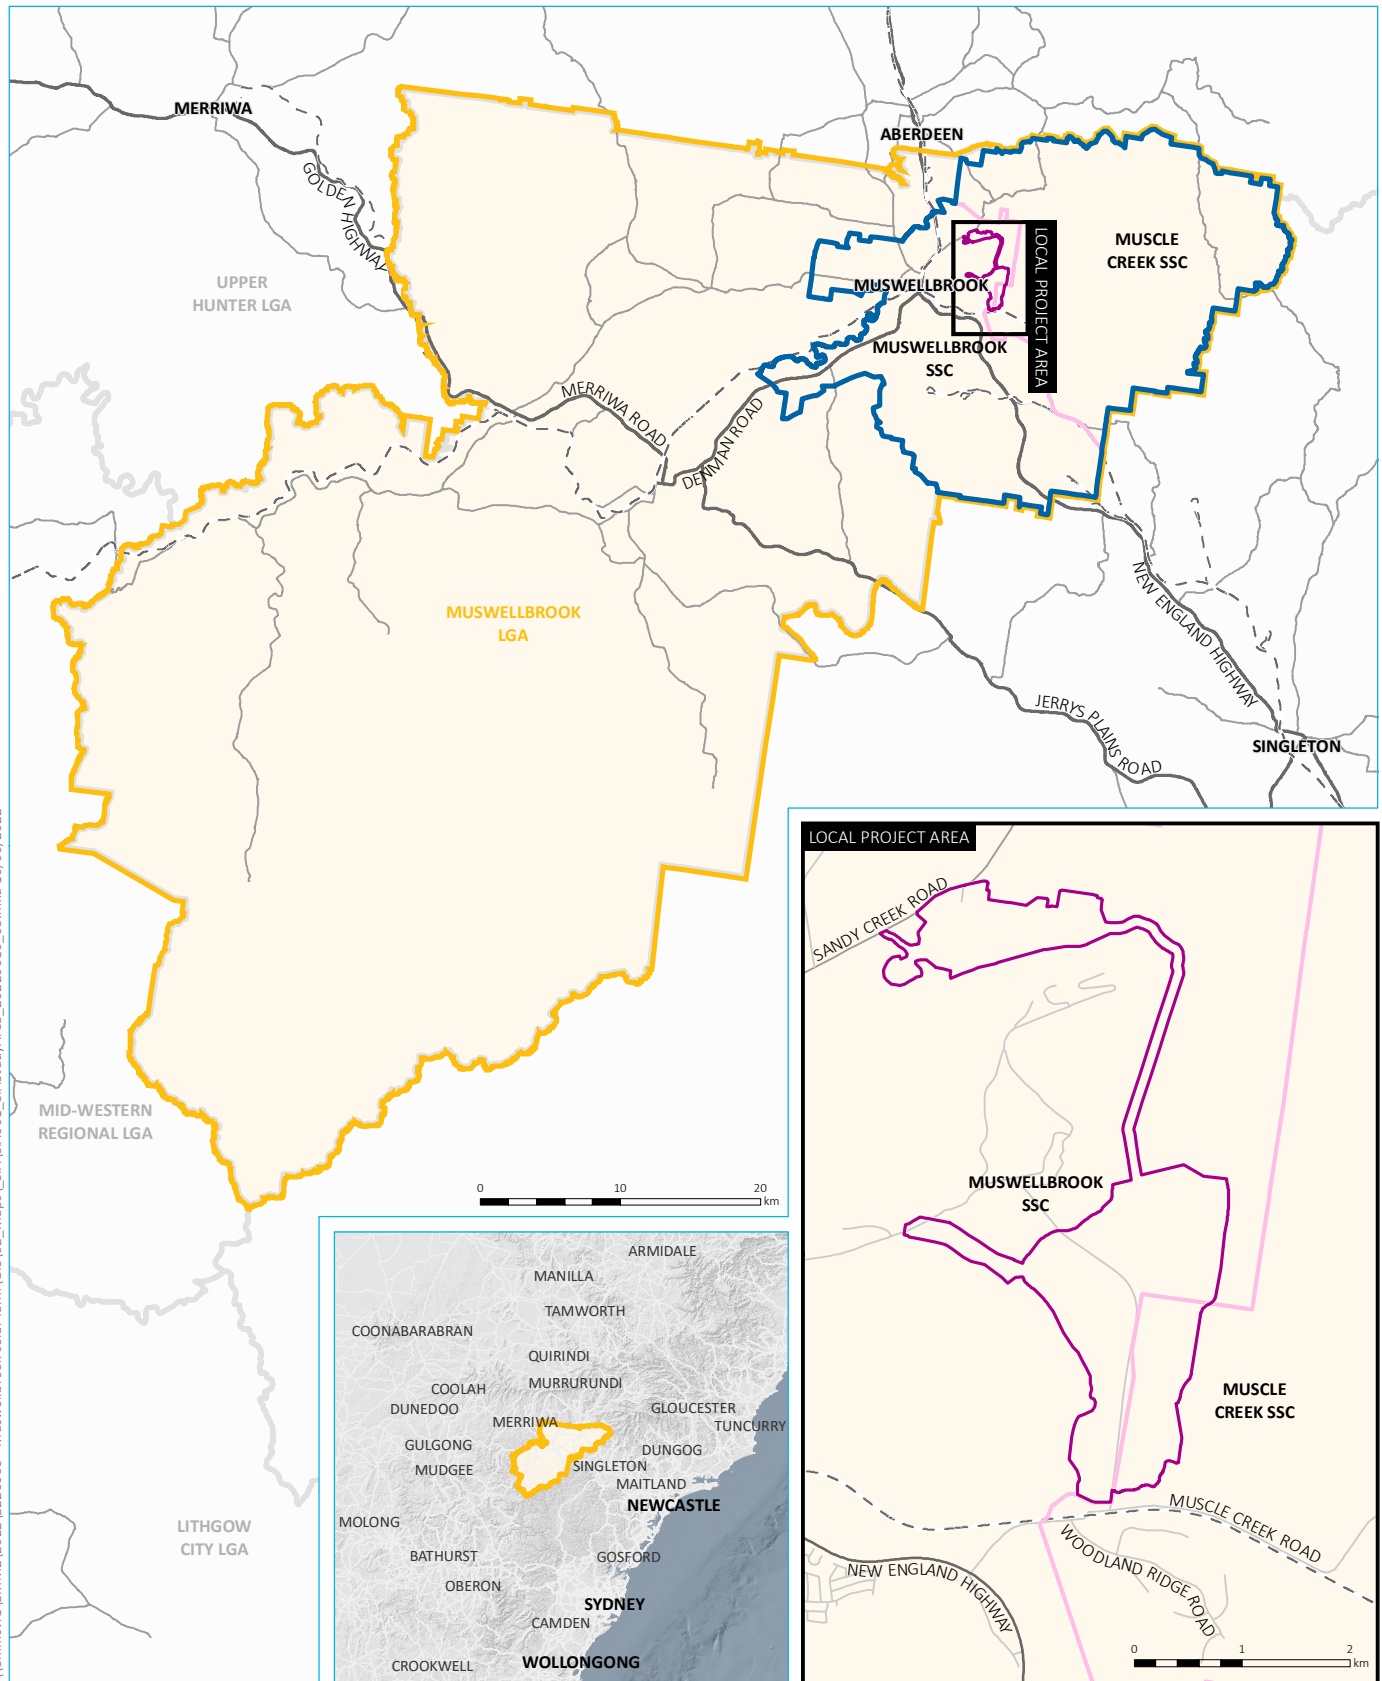 MERRIWA
ABERDEEN
GOLDEN HIGHWAY
MUSCLE
CREEK SSC
LOCAL PROJECT AREA
UPPER
HUNTER LGA
MUSWELLBROOK
MUSWELLBROOK
SSC
MERRIWA ROAD
DENMAN ROAD
NEW ENGLAND HIGHWAY
MUSWELLBROOK
LGA
JERRYS PLAINS ROAD
SINGLETON
MID-WESTERN
REGIONAL LGA
0 10 20
km
LITHGOW
CITY LGA
ARMIDALE
MANILLA
TAMWORTH
COONABARABRAN
QUIRINDI
MURRURUNDI
COOLAH
DUNEDOO
GLOUCESTER
MERRIWA
TUNCURRY
GULGONG
DUNGOG
MUDGEE
SINGLETON
MAITLAND
NEWCASTLE
MOLONG
BATHURST
GOSFORD
OBERON
SYDNEY
CAMDEN
CROOKWELL
WOLLONGONG
LOCAL PROJECT AREA
SANDY CREEK ROAD
MUSWELLBROOK
SSC
MUSCLE
CREEK SSC
MUSCLE CREEK ROAD
WOODLAND RIDGE ROAD
NEW ENGLAND HIGHWAY
0 1 2
km